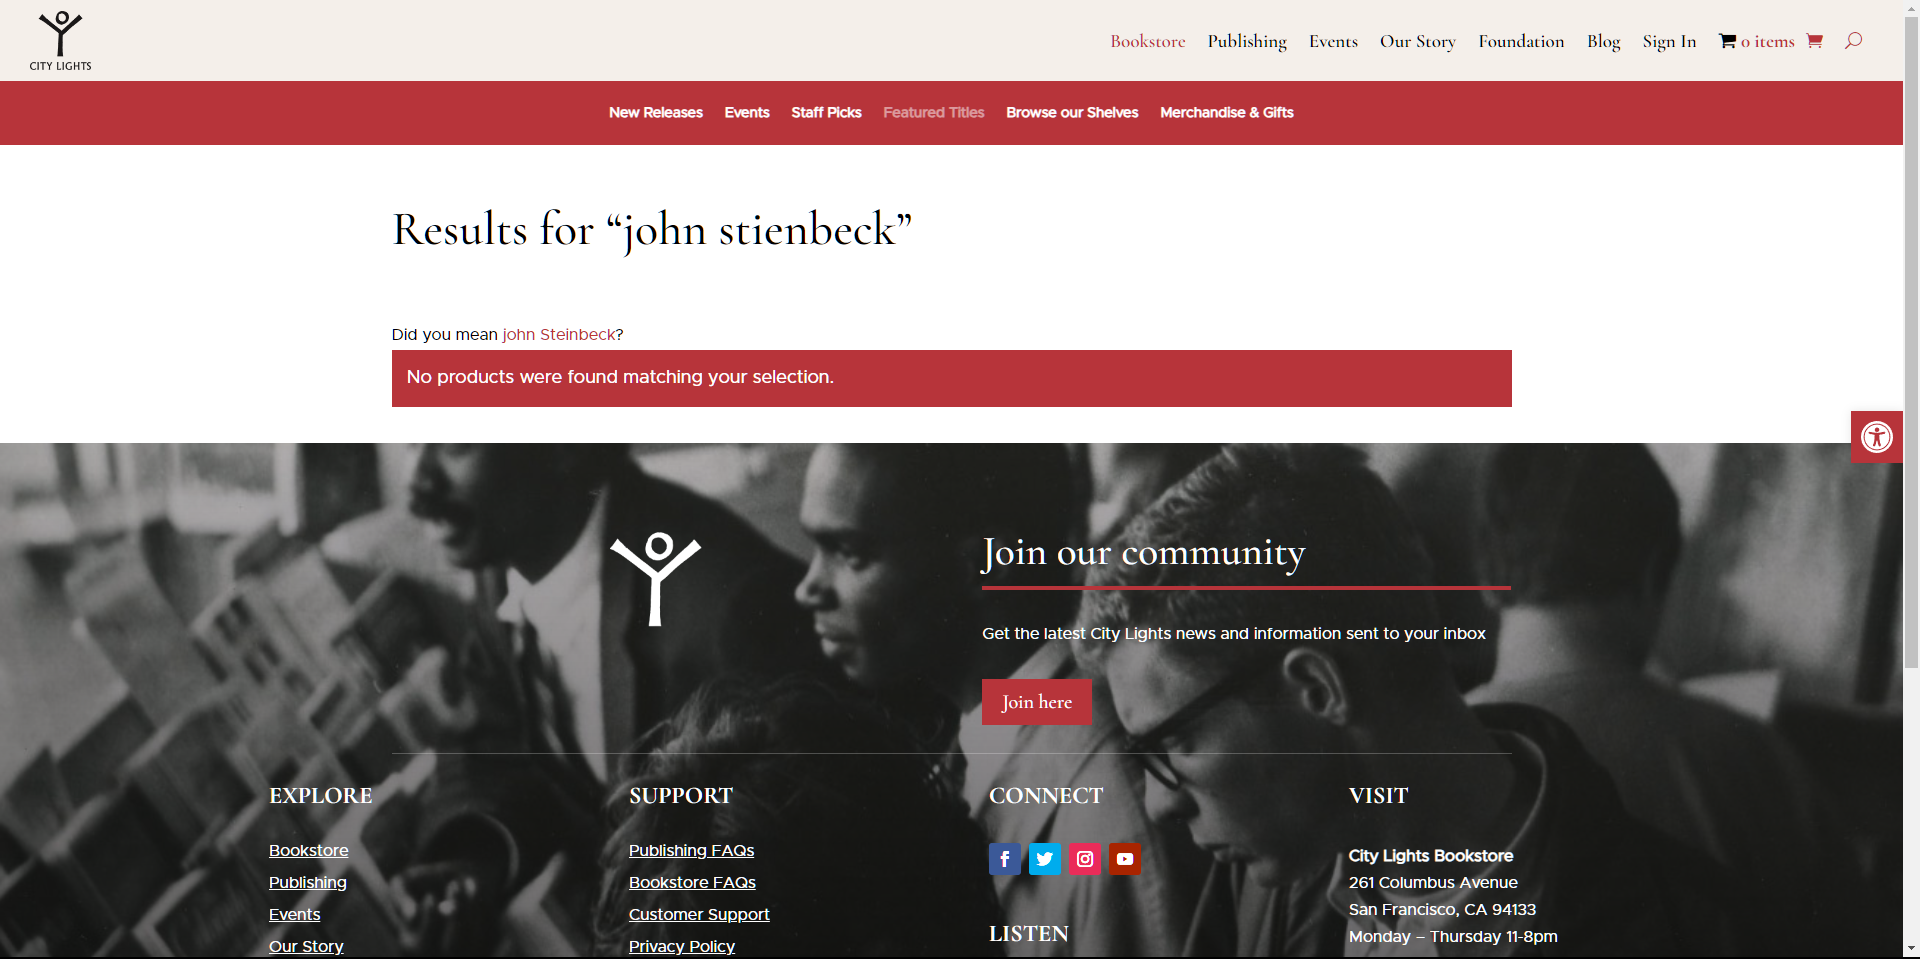 CITY LIGHTS
Bookstore Publishing Events Our Story Foundation Blog Sign In 0 items
New Releases Events Staff Picks Featured Titles Browse our Shelves Merchandise & Gifts
Results for “john stienbeck”
Did you mean john Steinbeck?
No products were found matching your selection.
Join our community
Get the latest City Lights news and information sent to your inbox
Join here
EXPLORE
Bookstore
Publishing
Events
Our Story
SUPPORT
Publishing FAQs
Bookstore FAQs
Customer Support
Privacy Policy
CONNECT
LISTEN
VISIT
City Lights Bookstore
261 Columbus Avenue
San Francisco, CA 94133
Monday – Thursday 11-8pm